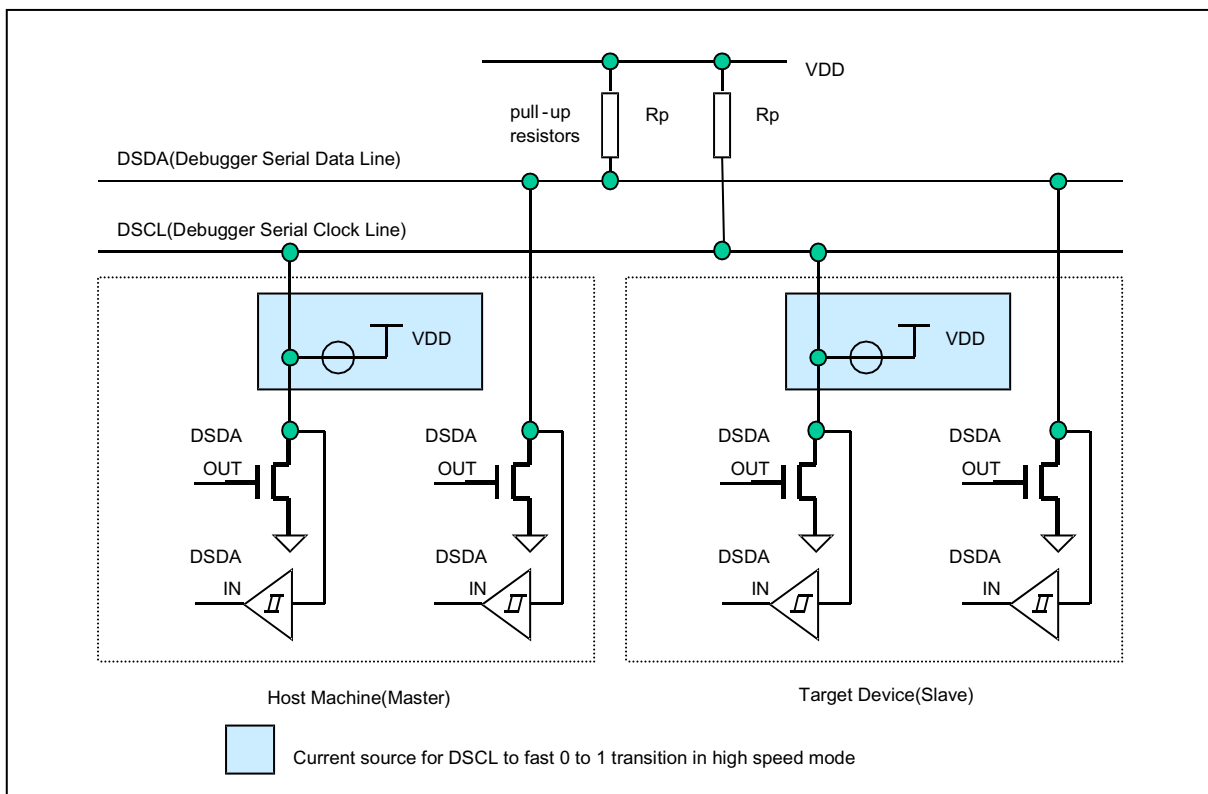 VDD
pull-up resistors
Rp
Rp
DSDA(Debugger Serial Data Line)
DSCL(Debugger Serial Clock Line)
VDD
VDD
DSDA
OUT
DSDA
OUT
DSDA
OUT
DSDA
OUT
DSDA
IN
DSDA
IN
DSDA
IN
DSDA
IN
Host Machine(Master)
Target Device(Slave)
Current source for DSCL to fast 0 to 1 transition in high speed mode